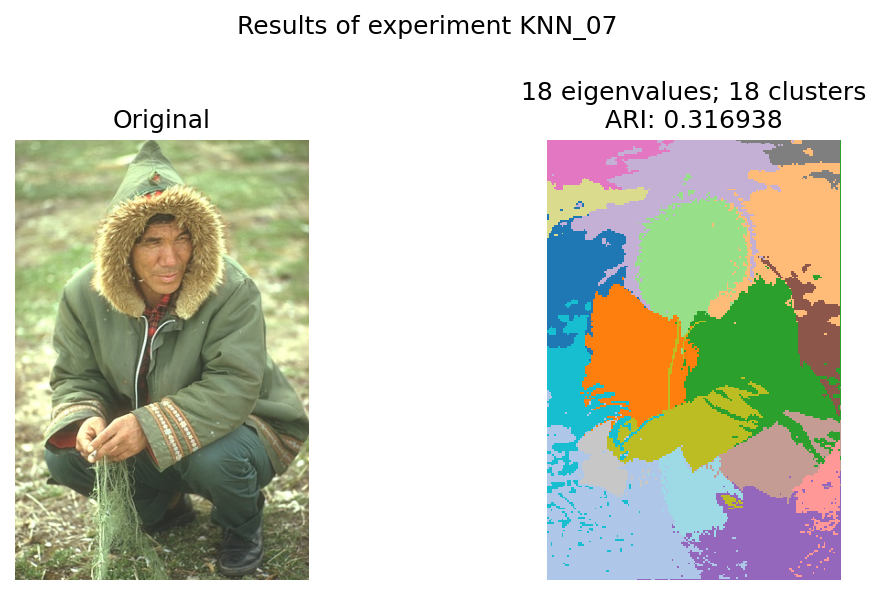 Results of experiment KNN_07
Original
18 eigenvalues; 18 clusters
ARI: 0.316938